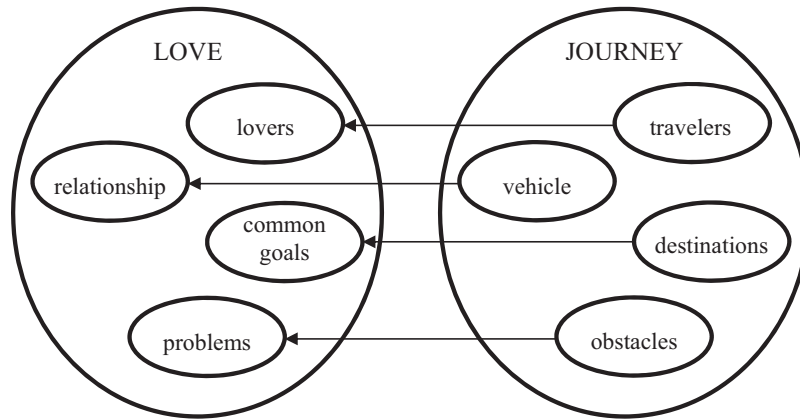 LOVE
JOURNEY
lovers
travelers
relationship
vehicle
common
goals
destinations
problems
obstacles